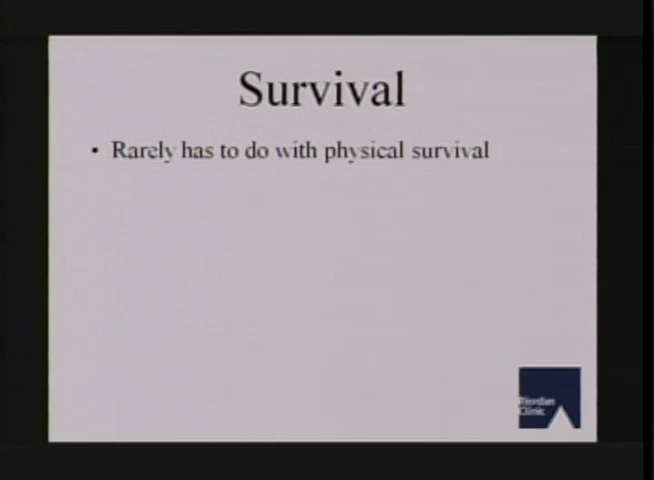 Survival
• Rarely has to do with physical survival
Riordan
Clinic